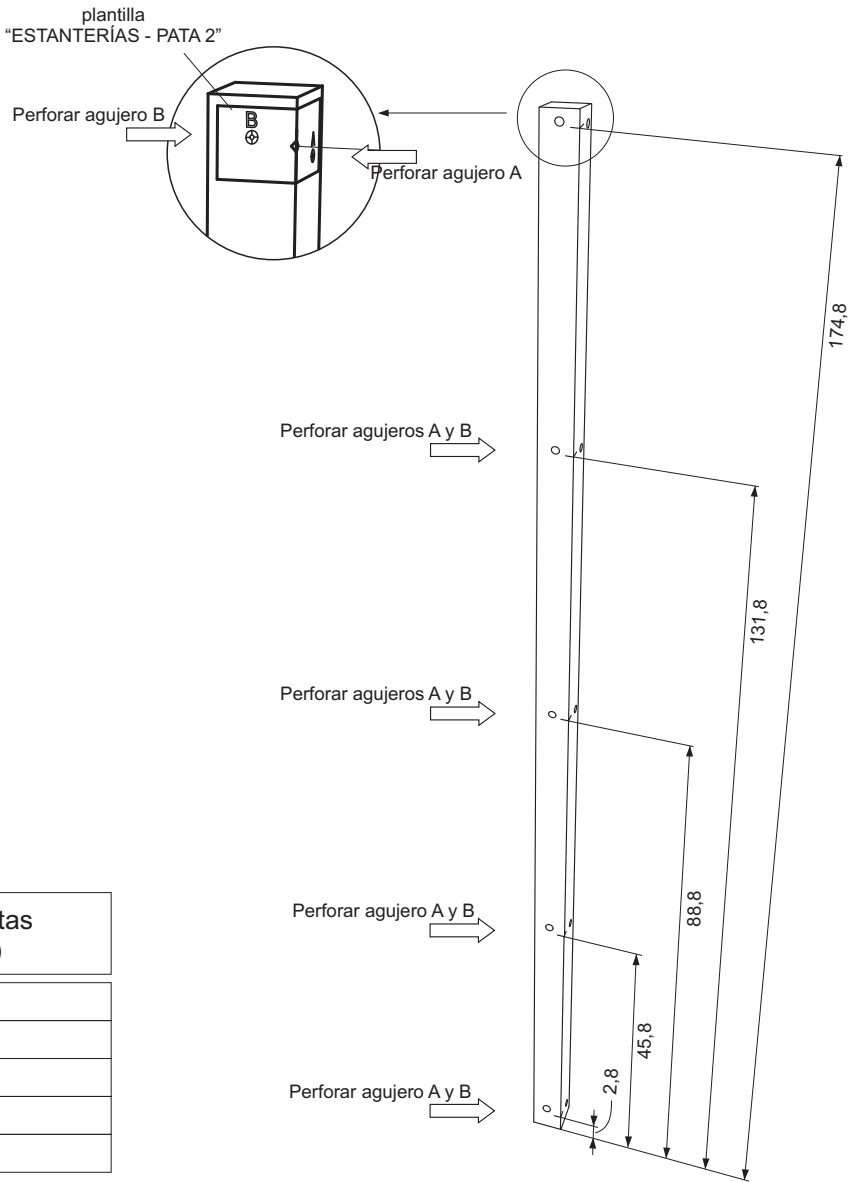 plantilla
“ESTANTERÍAS - PATA 2”
Perforar agujero B
B
A
Perforar agujero A
174,8
Perforar agujeros A y B
131,8
Perforar agujeros A y B
88,8
Perforar agujero A y B
45,8
2,8
Perforar agujero A y B